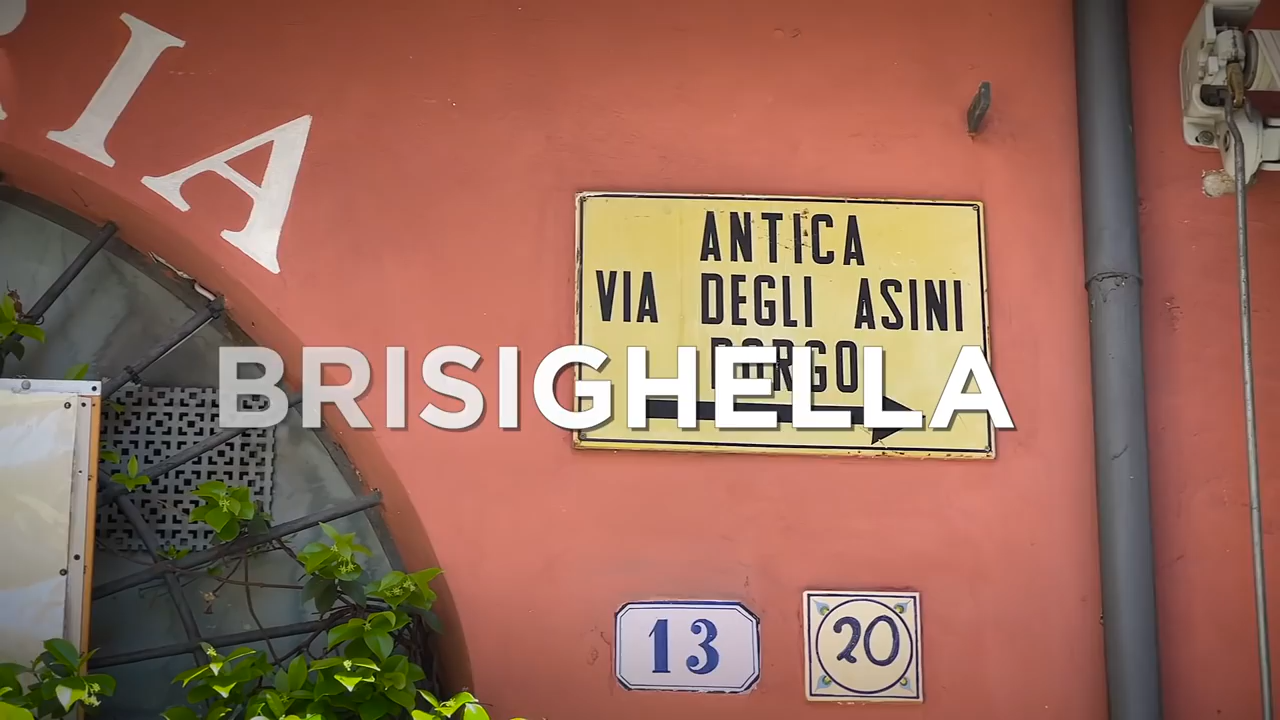 RIA
ANTICA
VIA DEGLI ASINI
BORGO
BRISIGHELLA
13
20